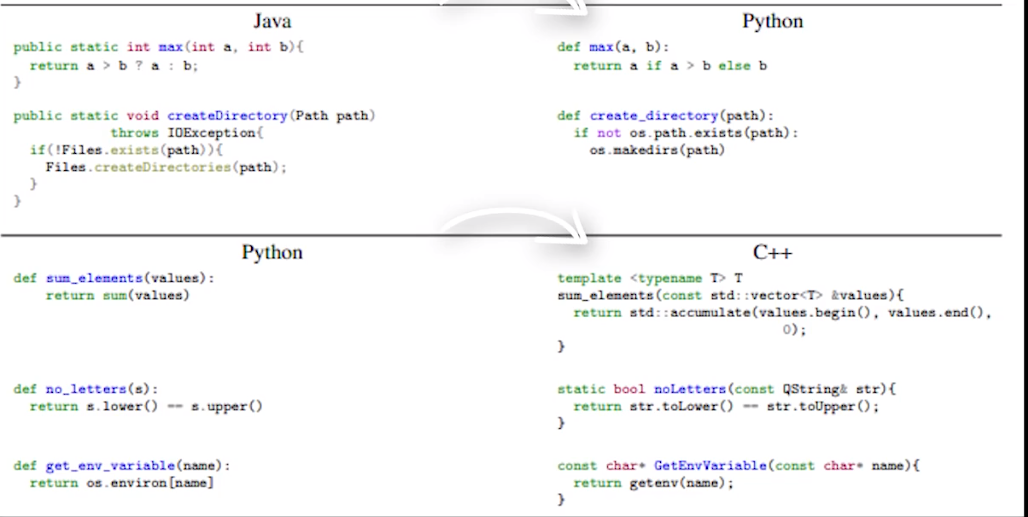 Java
public static int max(int a, int b){
  return a > b ? a : b;
}
public static void createDirectory(Path path)
            throws IOException{
  if(!Files.exists(path)){
    Files.createDirectories(path);
  }
}
Python
def max(a, b):
  return a if a > b else b
def create_directory(path):
  if not os.path.exists(path):
    os.makedirs(path)
Python
def sum_elements(values):
    return sum(values)
def no_letters(s):
  return s.lower() == s.upper()
def get_env_variable(name):
  return os.environ[name]
C++
template <typename T> T
sum_elements(const std::vector<T> &values){
  return std::accumulate(values.begin(), values.end(),
                            0);
}
static bool noLetters(const QString& str){
  return str.toLower() == str.toUpper();
}
const char* GetEnvVariable(const char* name){
  return getenv(name);
}